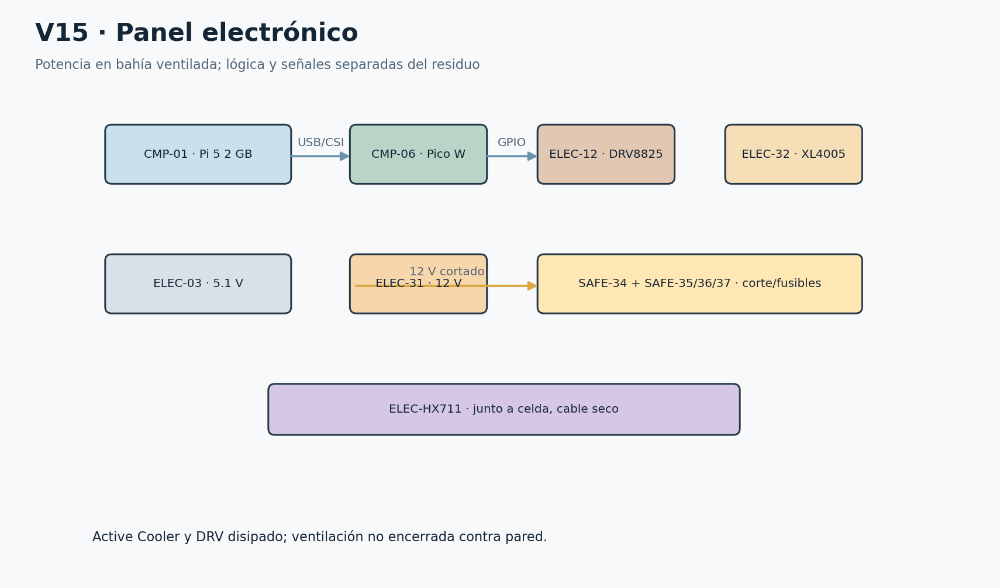 V15 · Panel electrónico
Potencia en bahía ventilada; lógica y señales separadas del residuo
CMP-01 · Pi 5 2 GB
USB/CSI
CMP-06 · Pico W
GPIO
ELEC-12 · DRV8825
ELEC-32 · XL4005
ELEC-03 · 5.1 V
12 V cortado
ELEC-31 · 12 V
SAFE-34 + SAFE-35/36/37 · corte/fusibles
ELEC-HX711 · junto a celda, cable seco
Active Cooler y DRV disipado; ventilación no encerrada contra pared.